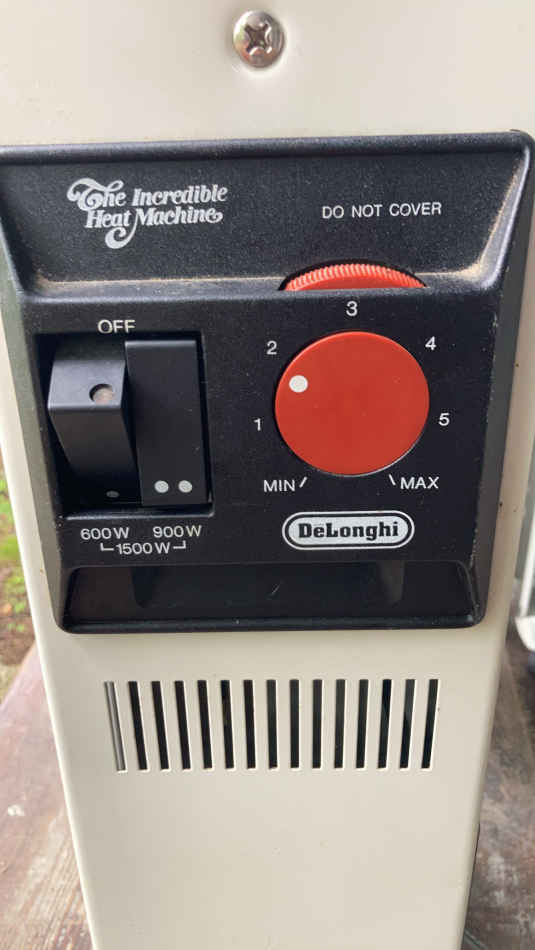 The Incredible
Heat Machine
DO NOT COVER
OFF
3
2
4
1
5
MIN
MAX
DeLonghi
600W 900W
1500W